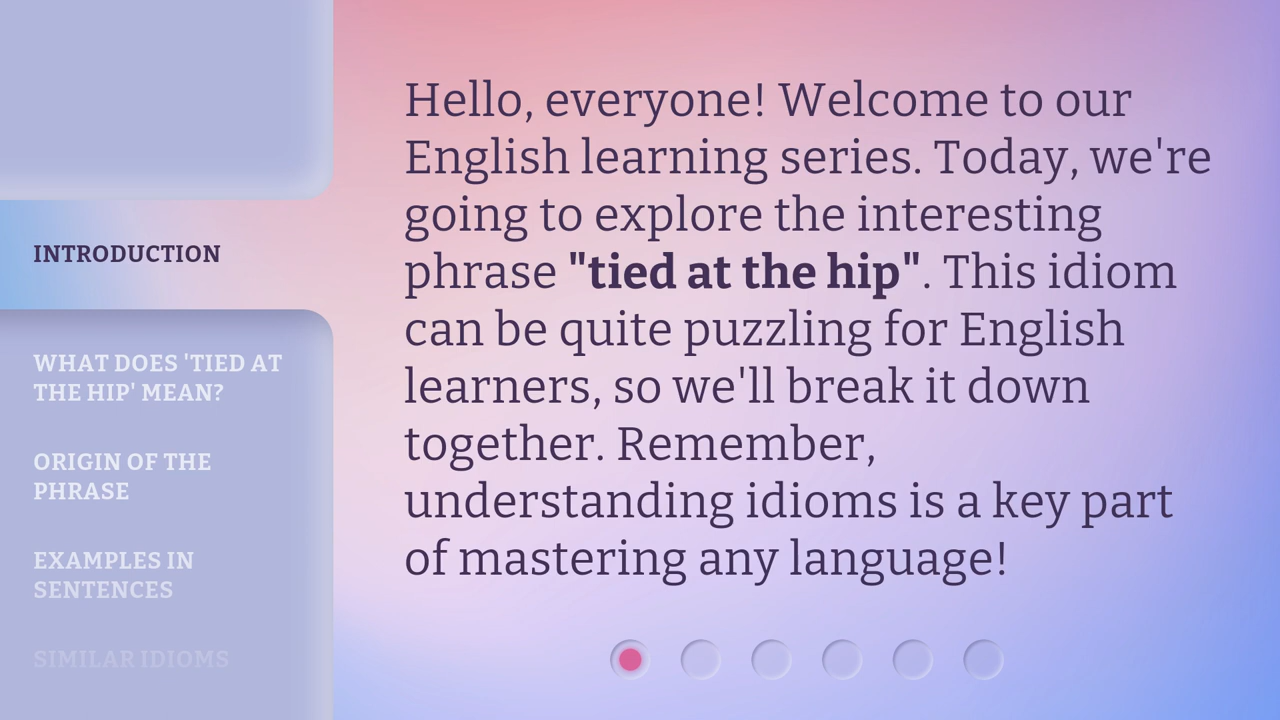 INTRODUCTION
WHAT DOES 'TIED AT
THE HIP' MEAN?
ORIGIN OF THE
PHRASE
EXAMPLES IN
SENTENCES
SIMILAR IDIOMS
Hello, everyone! Welcome to our
English learning series. Today, we're
going to explore the interesting
phrase "tied at the hip". This idiom
can be quite puzzling for English
learners, so we'll break it down
together. Remember,
understanding idioms is a key part
of mastering any language!